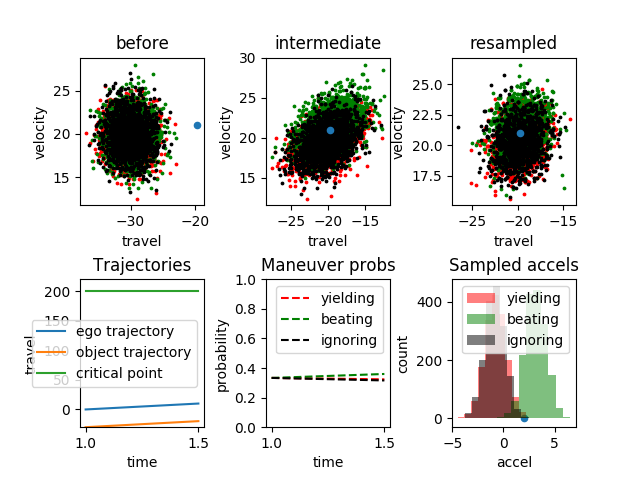 before
intermediate
resampled
velocity
25
20
15
−30
−20
travel
velocity
30
25
20
15
−25
−20
−15
travel
velocity
25.0
22.5
20.0
17.5
−25
−20
−15
travel
Trajectories
travel
200
150
100
50
0
ego trajectory
object trajectory
critical point
1.0
1.5
time
Maneuver probs
probability
1.0
0.8
0.6
0.4
0.2
0.0
yielding
beating
ignoring
1.0
1.5
time
Sampled accels
count
400
200
0
yielding
beating
ignoring
−5
0
5
accel